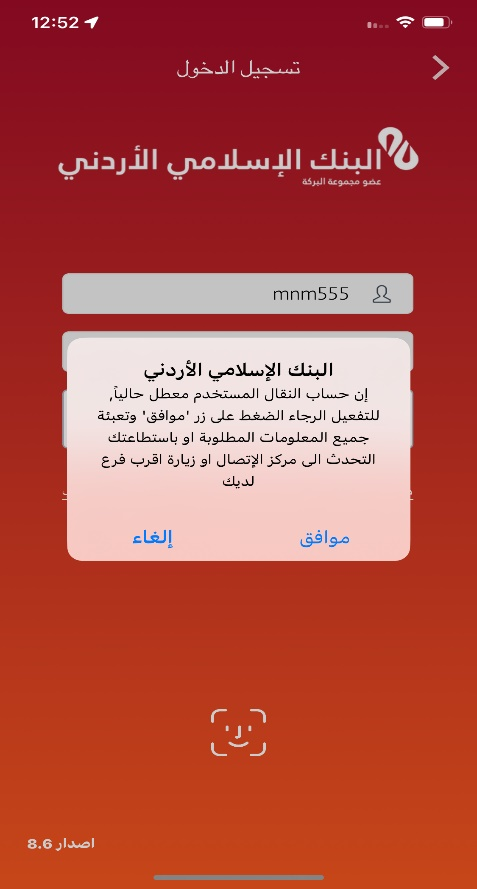 12:52
تسجيل الدخول
البنك الإسلامي الأردني
عضو مجموعة البركة
mnm555
البنك الإسلامي الأردني
إن حساب النقال المستخدم معطل حالياً,
للتفعيل الرجاء الضغط على زر 'موافق' وتعبئة
جميع المعلومات المطلوبة او باستطاعتك
التحدث الى مركز الإتصال او زيارة اقرب فرع
لديك
موافق
إلغاء
اصدار 8.6